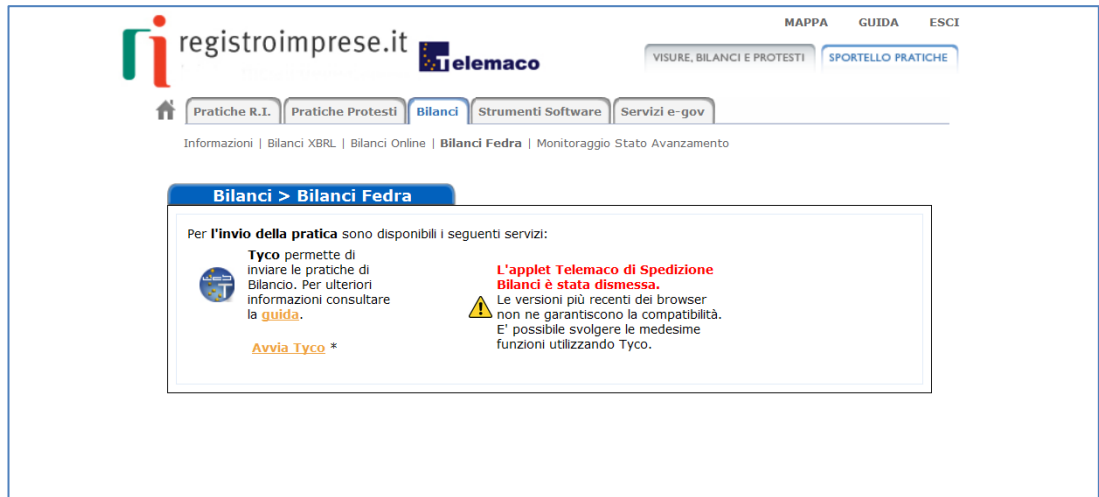 MAPPA GUIDA ESCI
registroimprese.it
Telemaco
VISURE, BILANCI E PROTESTI SPORTELLO PRATICHE
Pratiche R.I. Pratiche Protesti Bilanci Strumenti Software Servizi e-gov
Informazioni | Bilanci XBRL | Bilanci Online | Bilanci Fedra | Monitoraggio Stato Avanzamento
Bilanci > Bilanci Fedra
Per l'invio della pratica sono disponibili i seguenti servizi:
Tyco permette di
inviare le pratiche di
Bilancio. Per ulteriori
informazioni consultare
la guida.
Avvia Tyco *
L'applet Telemaco di Spedizione
Bilanci è stata dismessa.
Le versioni più recenti dei browser
non ne garantiscono la compatibilità.
E' possibile svolgere le medesime
funzioni utilizzando Tyco.